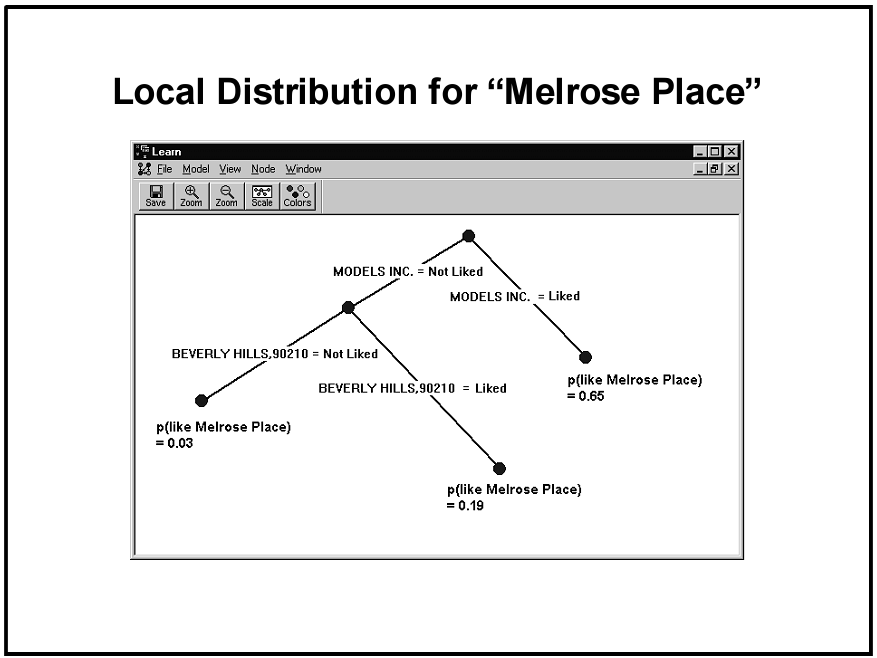 Local Distribution for “Melrose Place”
Learn
File Model View Node Window
Save Zoom Zoom Scale Colors
MODELS INC. = Not Liked
MODELS INC. = Liked
BEVERLY HILLS,90210 = Not Liked
BEVERLY HILLS,90210 = Liked
p(like Melrose Place)
= 0.65
p(like Melrose Place)
= 0.03
p(like Melrose Place)
= 0.19